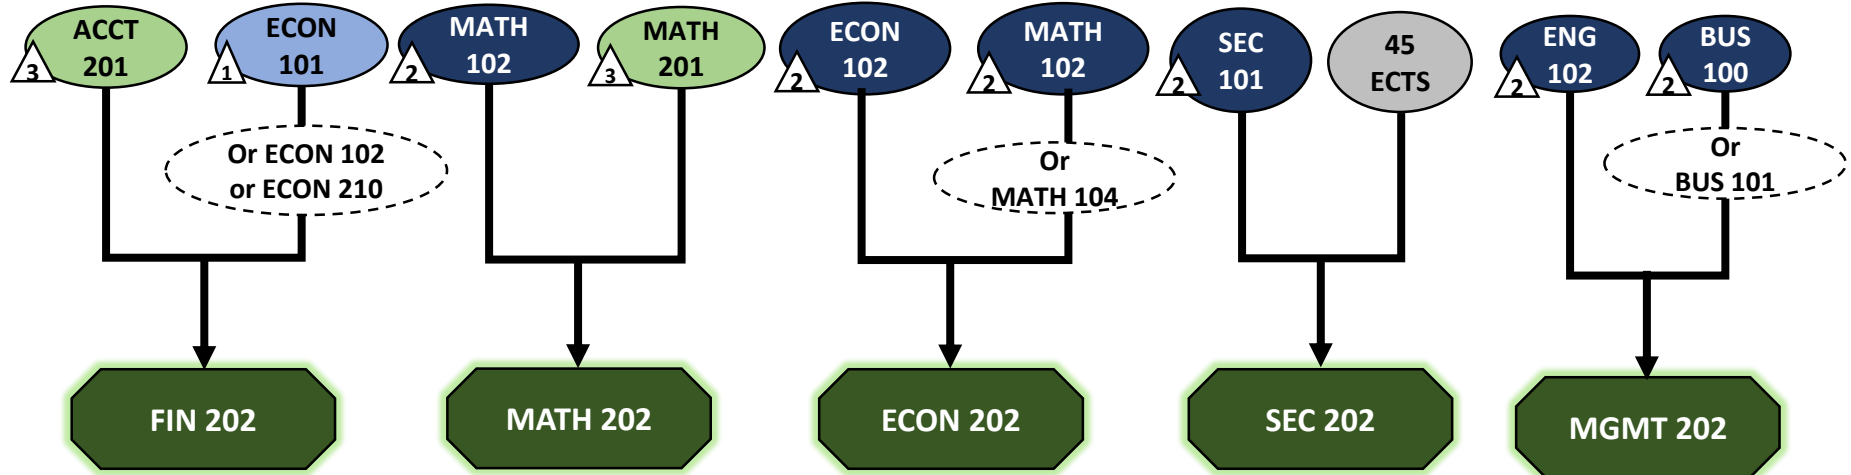 ACCT
201
3
ECON
101
1
MATH
102
2
MATH
201
3
ECON
102
2
MATH
102
2
SEC
101
2
45
ECTS
ENG
102
2
BUS
100
2
Or ECON 102
or ECON 210
Or
MATH 104
Or
BUS 101
FIN 202
MATH 202
ECON 202
SEC 202
MGMT 202